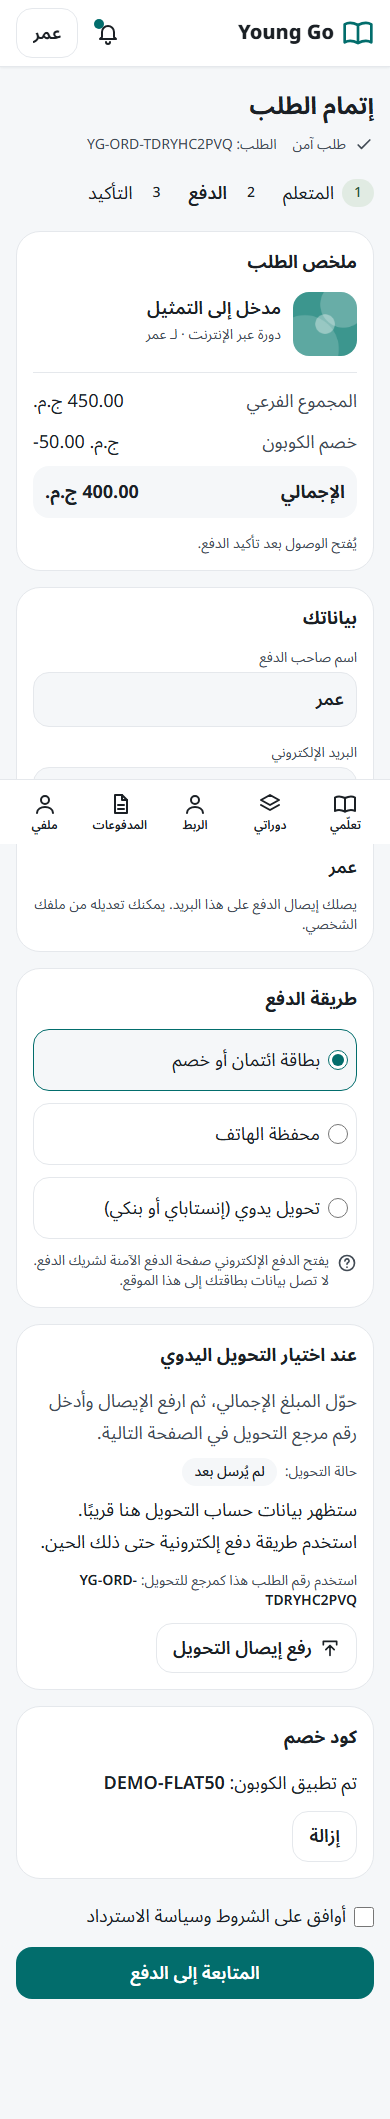 Young Go
عمر
إتمام الطلب
طلب آمن
الطلب: YG-ORD-TDRYHC2PVQ
1 المتعلم
2 الدفع
3 التأكيد
ملخص الطلب
مدخل إلى التمثيل
دورة عبر الإنترنت · لـ عمر
المجموع الفرعي
450.00 ج.م.
خصم الكوبون
-50.00 ج.م.
الإجمالي
400.00 ج.م.
يُفتح الوصول بعد تأكيد الدفع.
بياناتك
اسم صاحب الدفع
عمر
البريد الإلكتروني
تعلّمي
دوراتي
الربط
المدفوعات
ملفي
عمر
يصلك إيصال الدفع على هذا البريد. يمكنك تعديله من ملفك
الشخصي.
طريقة الدفع
بطاقة ائتمان أو خصم
محفظة الهاتف
تحويل يدوي (إنستاباي أو بنكي)
يفتح الدفع الإلكتروني صفحة الدفع الآمنة لشريك الدفع.
لا تصل بيانات بطاقتك إلى هذا الموقع.
عند اختيار التحويل اليدوي
حوّل المبلغ الإجمالي، ثم ارفع الإيصال وأدخل
رقم مرجع التحويل في الصفحة التالية.
حالة التحويل:
لم يُرسل بعد
ستظهر بيانات حساب التحويل هنا قريبًا.
استخدم طريقة دفع إلكترونية حتى ذلك الحين.
استخدم رقم الطلب هذا كمرجع للتحويل: YG-ORD-
TDRYHC2PVQ
رفع إيصال التحويل
كود خصم
تم تطبيق الكوبون: DEMO-FLAT50
إزالة
أوافق على الشروط وسياسة الاسترداد
المتابعة إلى الدفع